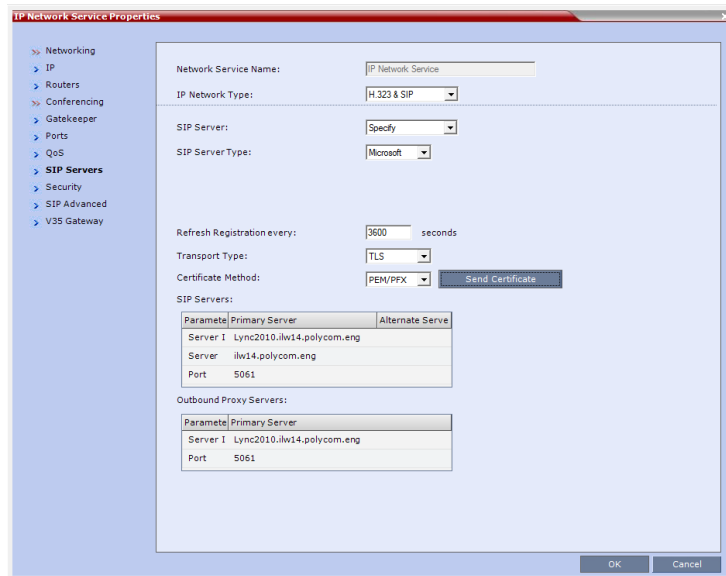 IP Network Service Properties
Networking
IP
Routers
Conferencing
Gatekeeper
Ports
QoS
SIP Servers
Security
SIP Advanced
V35 Gateway
Network Service Name: IP Network Service
IP Network Type: H.323 & SIP
SIP Server: Specify
SIP Server Type: Microsoft
Refresh Registration every: 3600 seconds
Transport Type: TLS
Certificate Method: PEM/PFX Send Certificate
SIP Servers:
Paramete Primary Server Alternate Serve
Server I Lync2010.ilw14.polycom.eng
Server ilw14.polycom.eng
Port 5061
Outbound Proxy Servers:
Paramete Primary Server
Server I Lync2010.ilw14.polycom.eng
Port 5061
OK Cancel